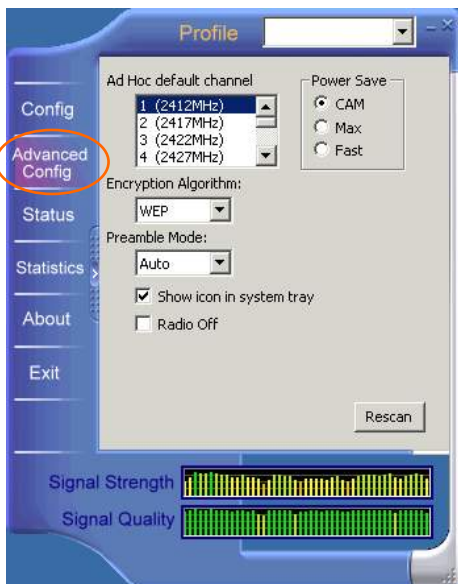 Profile
Config
Advanced
Config
Status
Statistics
About
Exit
Ad Hoc default channel
1 (2412MHz)
2 (2417MHz)
3 (2422MHz)
4 (2427MHz)
Power Save
CAM
Max
Fast
Encryption Algorithm:
WEP
Preamble Mode:
Auto
Show icon in system tray
Radio Off
Rescan
Signal Strength
Signal Quality